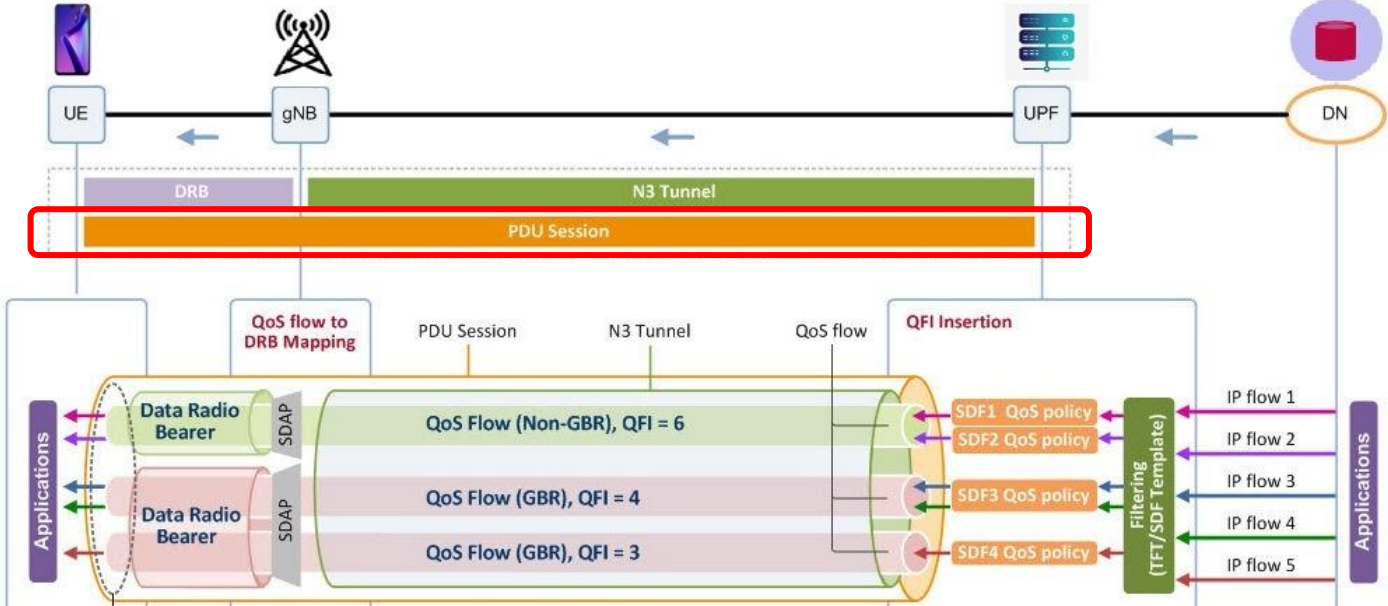 UE
gNB
UPF
DN
DRB
N3 Tunnel
PDU Session
QoS flow to
DRB Mapping
PDU Session
N3 Tunnel
QoS flow
QFI Insertion
Applications
Data Radio
Bearer
SDAP
QoS Flow (Non-GBR), QFI = 6
SDF1 QoS policy
SDF2 QoS policy
Data Radio
Bearer
SDAP
QoS Flow (GBR), QFI = 4
SDF3 QoS policy
QoS Flow (GBR), QFI = 3
SDF4 QoS policy
Filtering
(TFT/SDF Template)
IP flow 1
IP flow 2
IP flow 3
IP flow 4
IP flow 5
Applications